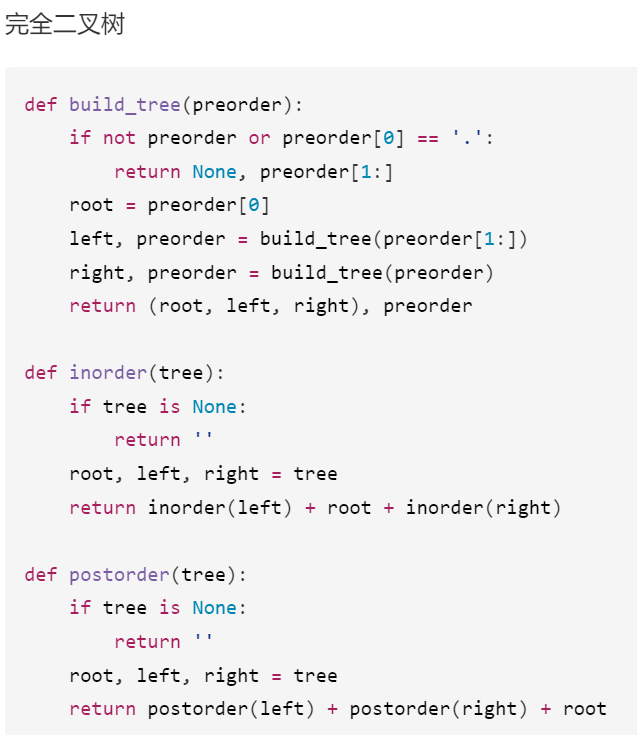 完全二叉树
def build_tree(preorder):
    if not preorder or preorder[0] == '.':
        return None, preorder[1:]
    root = preorder[0]
    left, preorder = build_tree(preorder[1:])
    right, preorder = build_tree(preorder)
    return (root, left, right), preorder

def inorder(tree):
    if tree is None:
        return ''
    root, left, right = tree
    return inorder(left) + root + inorder(right)

def postorder(tree):
    if tree is None:
        return ''
    root, left, right = tree
    return postorder(left) + postorder(right) + root